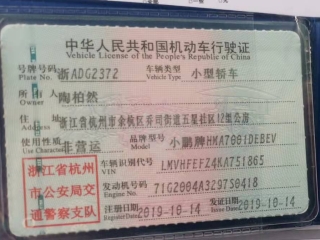 中华人民共和国机动车行驶证
Vehicle License of the People's Republic of China
号牌号码 浙ADG2372 车辆类型 小型轿车
Plate No. Vehicle Type
所有人 陶柏然
Owner
住址 浙江省杭州市余杭区乔司街道五星社区12组公房
Address
使用性质 非营运 品牌型号 小鹏牌HMA7001DEBEV
Use Character Model
浙江省杭州
市公安局交
通警察支队
车辆识别代号 LMVHFEFZ4KA751865
VIN
发动机号码 71G2004A329750418
Engine No.
注册日期 2019-10-14 发证日期 2019-10-14
Register Date Issue Date